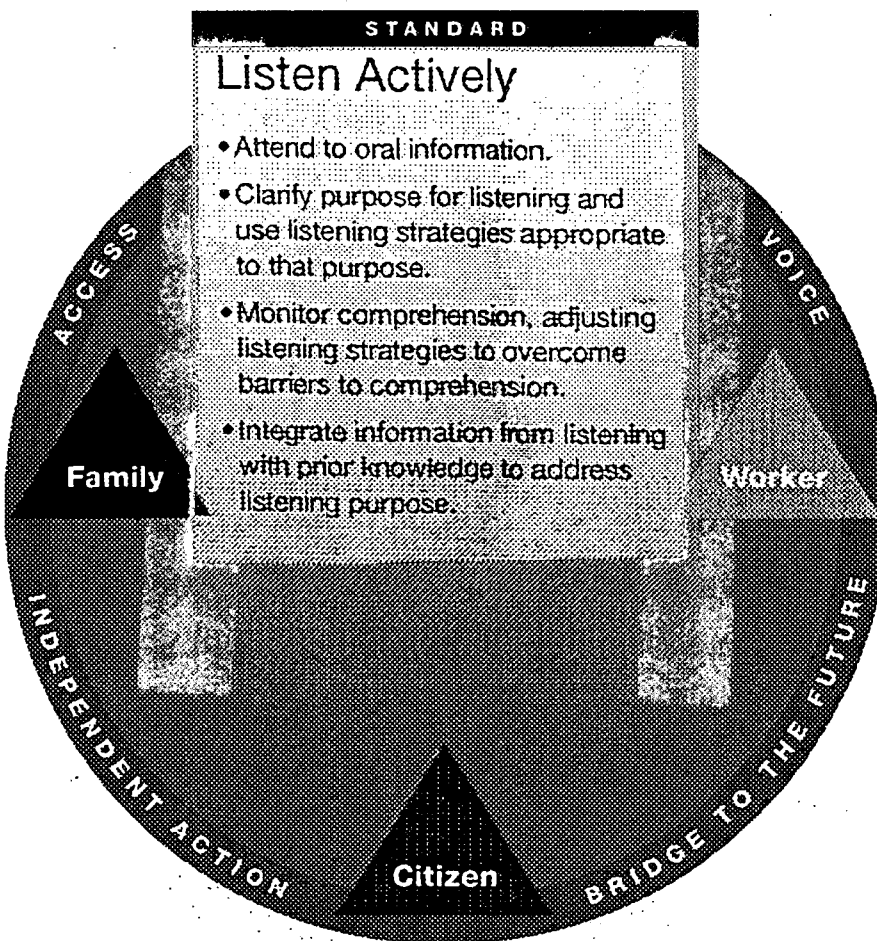 STANDARD
Listen Actively
• Attend to oral information.
• Clarify purpose for listening and
use listening strategies appropriate
to that purpose.
• Monitor comprehension, adjusting
listening strategies to overcome
barriers to comprehension.
• Integrate information from listening
with prior knowledge to address
listening purpose.
ACCESS
VOICE
Family
Worker
INDEPENDENT ACTION
BRIDGE TO THE FUTURE
Citizen